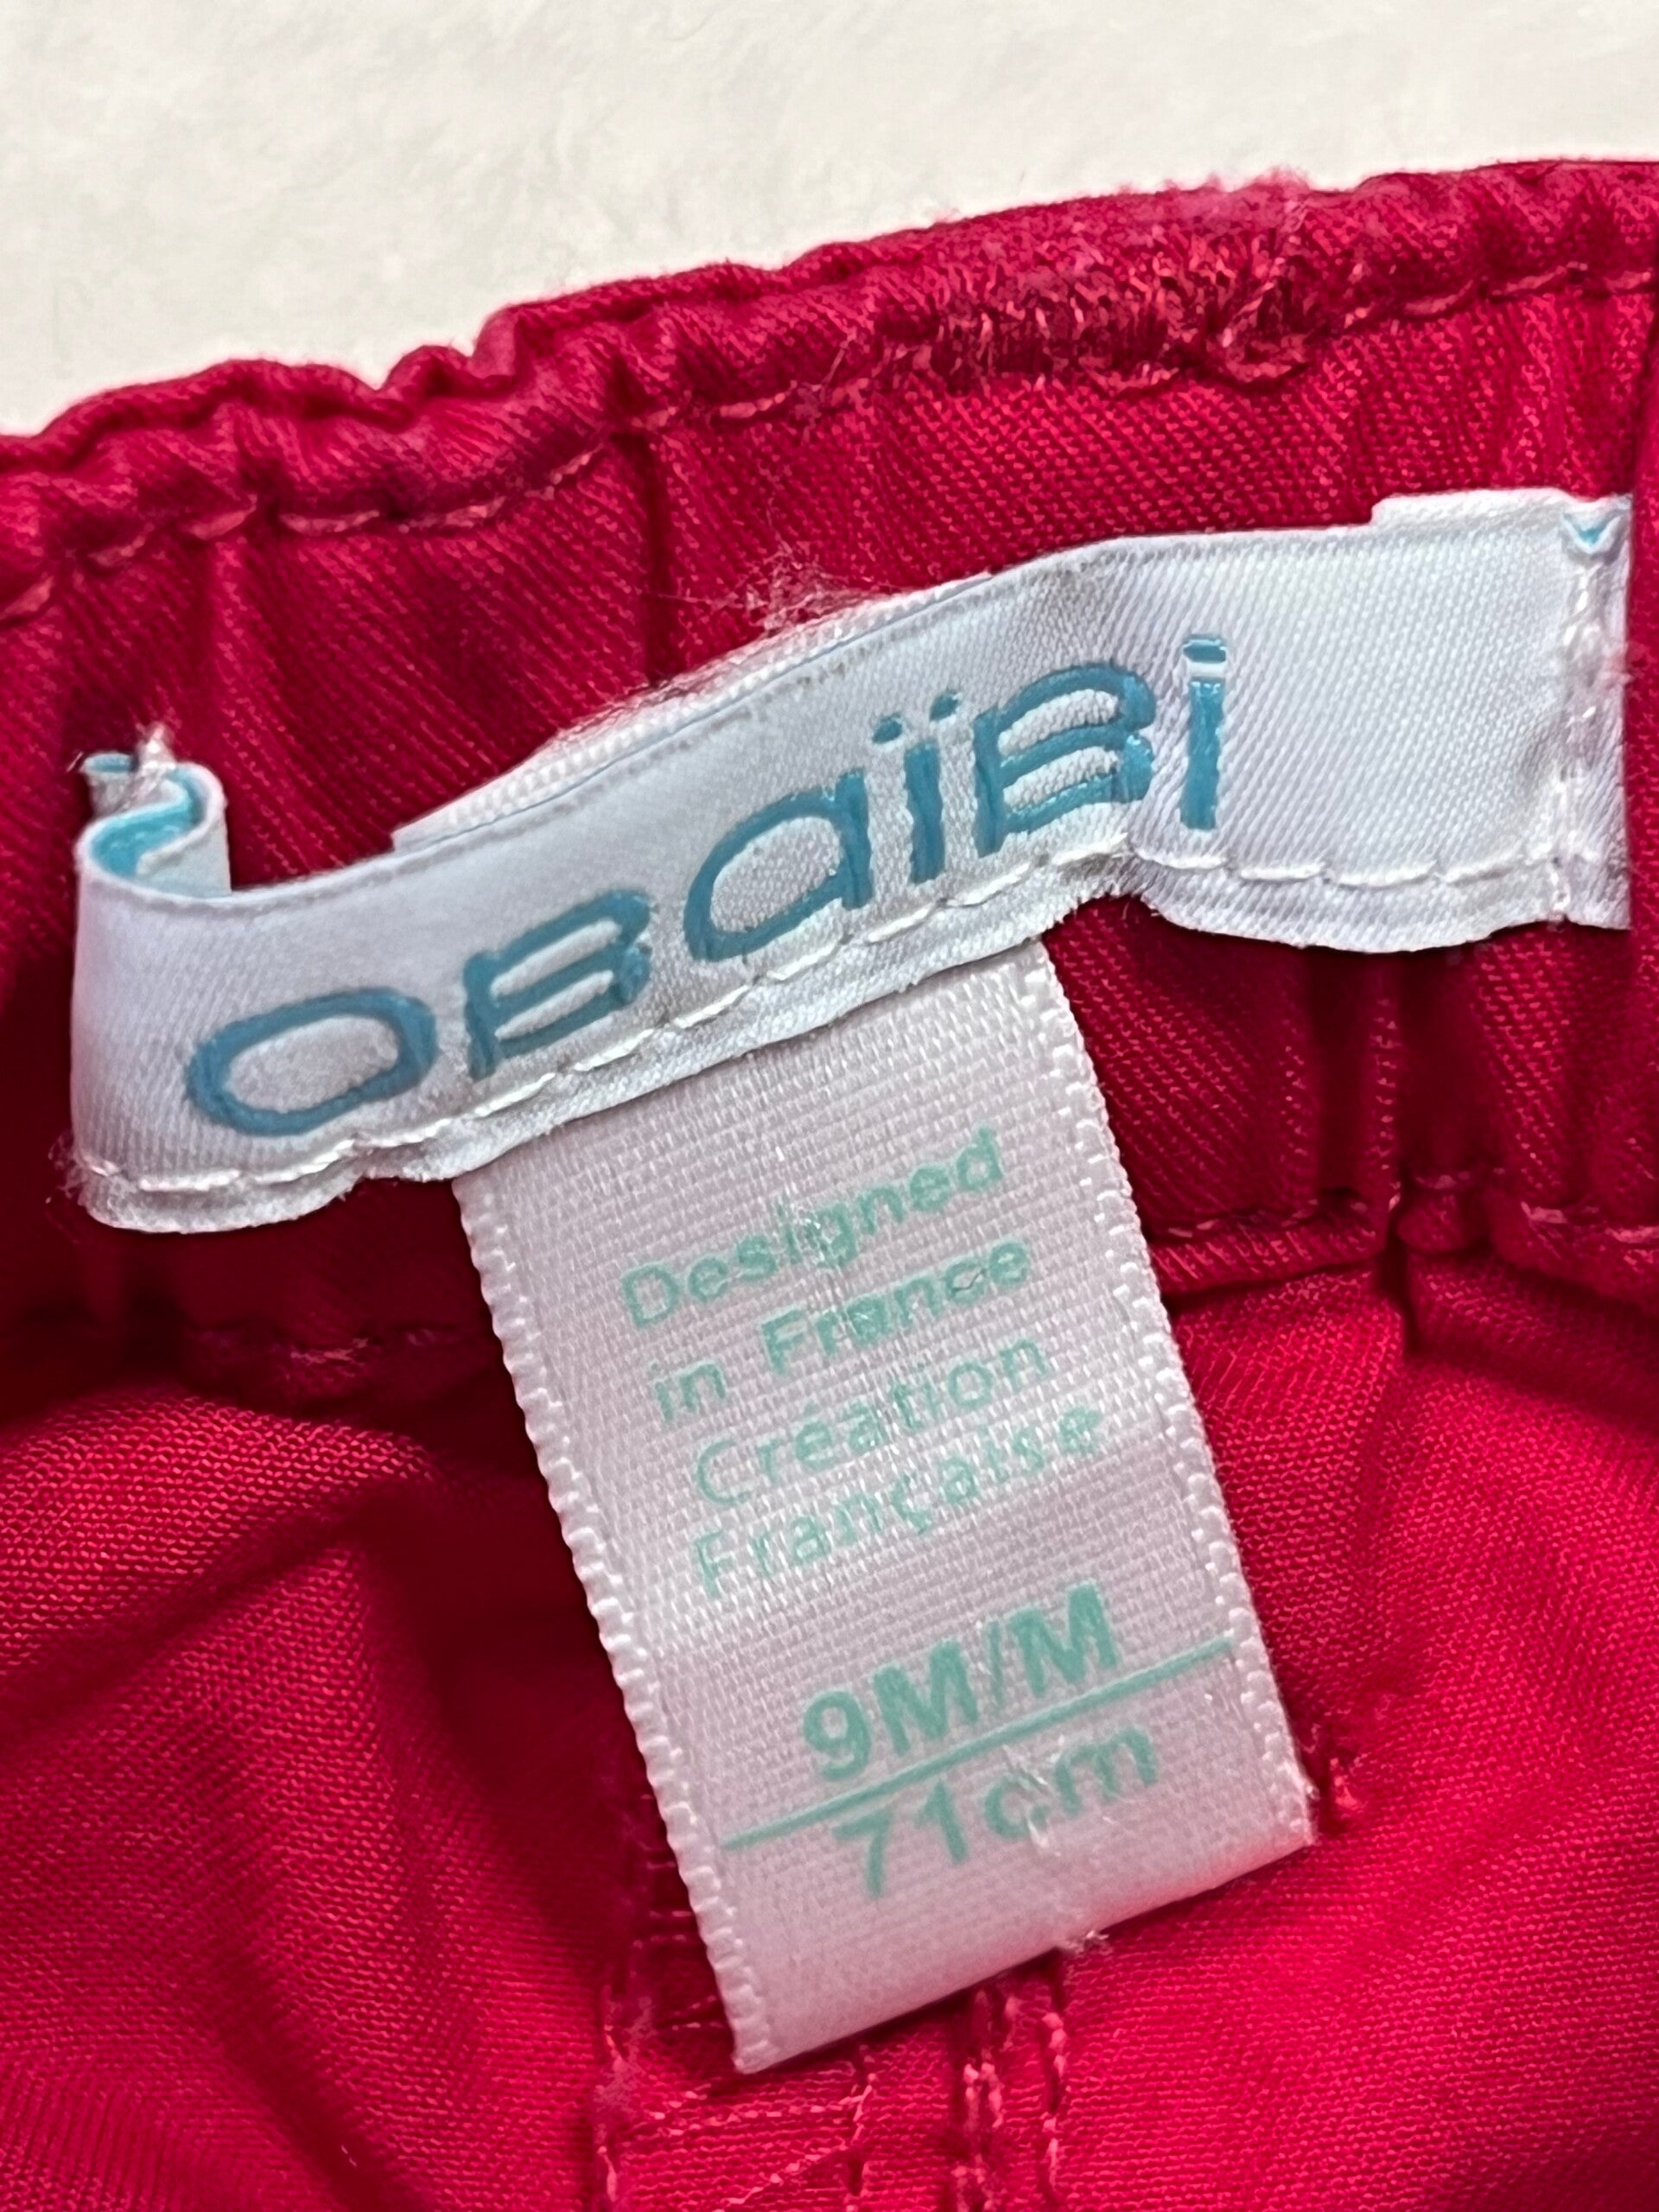 OBaïBi
Designed
in France
Création
Française
9M/M
71cm